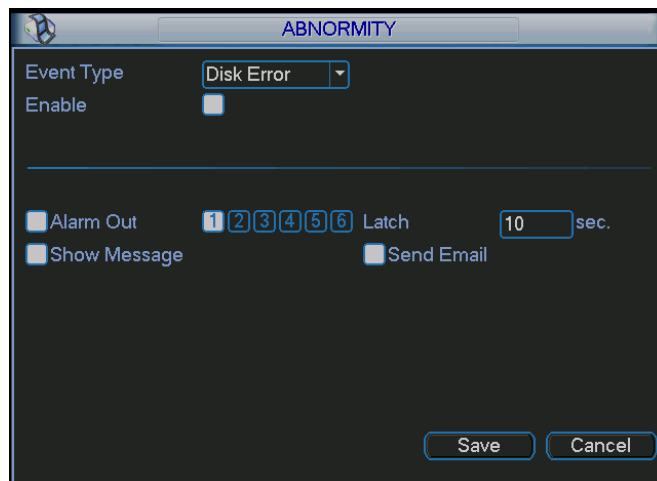 ABNORMITY
Event Type Disk Error
Enable
Alarm Out 1 2 3 4 5 6 Latch 10 sec.
Show Message Send Email
Save Cancel